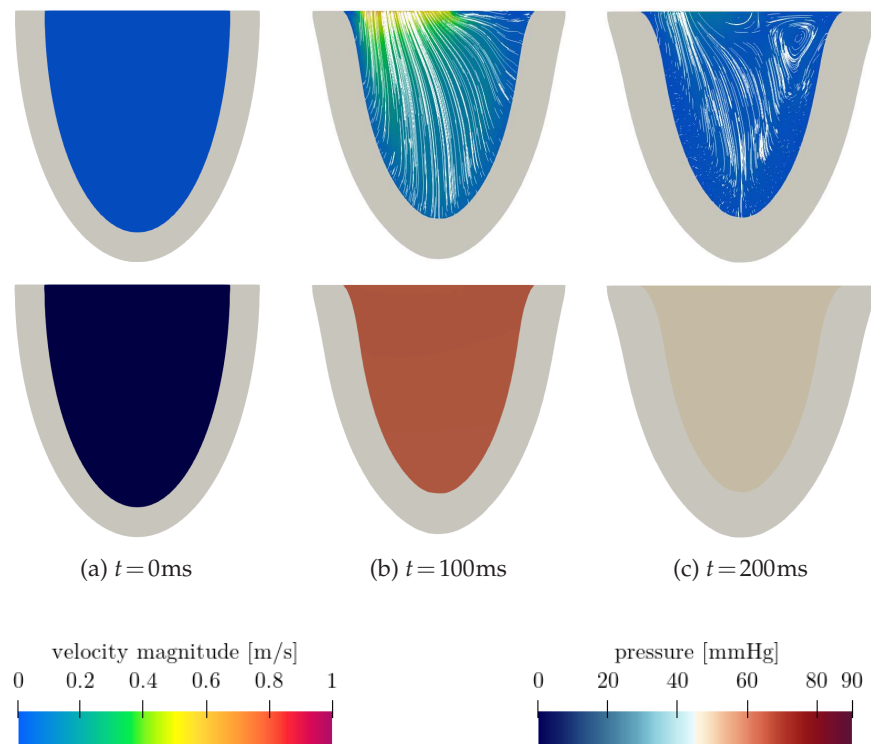 (a) t=0ms (b) t=100ms (c) t=200ms
velocity magnitude [m/s]
0 0.2 0.4 0.6 0.8 1
pressure [mmHg]
0 20 40 60 80 90